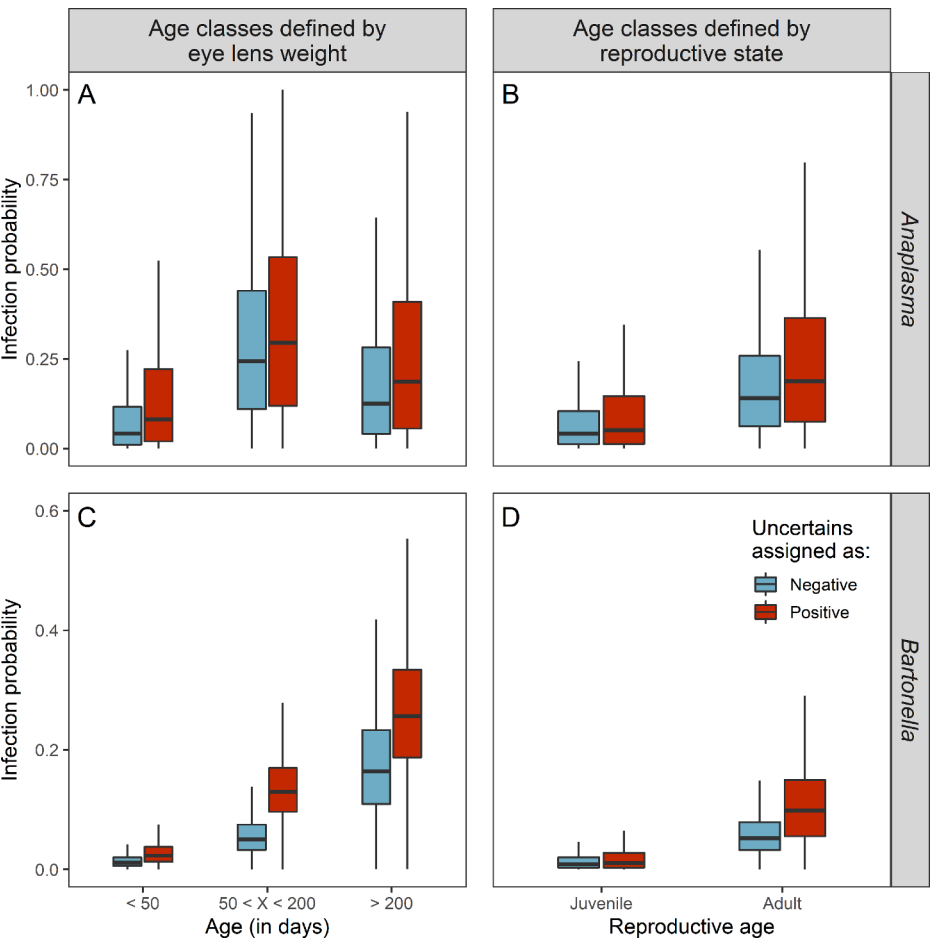 Age classes defined by
eye lens weight
Age classes defined by
reproductive state
A
B
1.00
0.75
0.50
0.25
0.00
Infection probability
Anaplasma
C
D
0.6
0.4
0.2
0.0
Infection probability
Uncertains
assigned as:
Negative
Positive
Bartonella
< 50
50 < X < 200
> 200
Juvenile
Adult
Age (in days)
Reproductive age